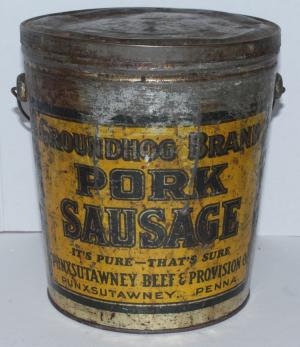 GROUNDHOG BRAND
PORK
SAUSAGE
IT'S PURE-THAT'S SURE
PUNXSUTAWNEY BEEF & PROVISION CO.
PUNXSUTAWNEY, PENNA